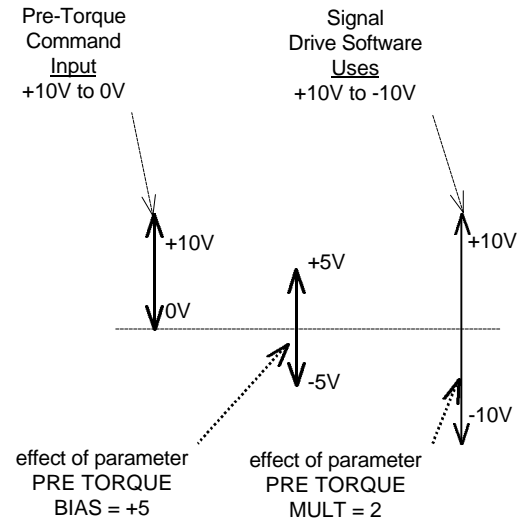 Pre-Torque
Command
Input
+10V to 0V
Signal
Drive Software
Uses
+10V to -10V
+10V
0V
+5V
-5V
+10V
-10V
effect of parameter
PRE TORQUE
BIAS = +5
effect of parameter
PRE TORQUE
MULT = 2